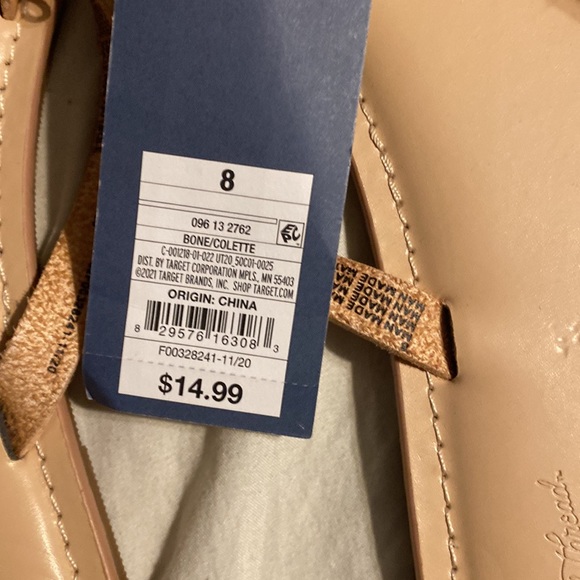 8
096 13 2762
BONE/COLETTE
C-001218-01-022 UT20.50C01-0025
DIST. BY TARGET CORPORATION MPLS., MN 55403
©2021 TARGET BRANDS, INC. SHOP TARGET.COM
ORIGIN: CHINA
8 29576 16308 3
F00328241-11/20
$14.99
8
MAN MADE
MAN MADE
Thread